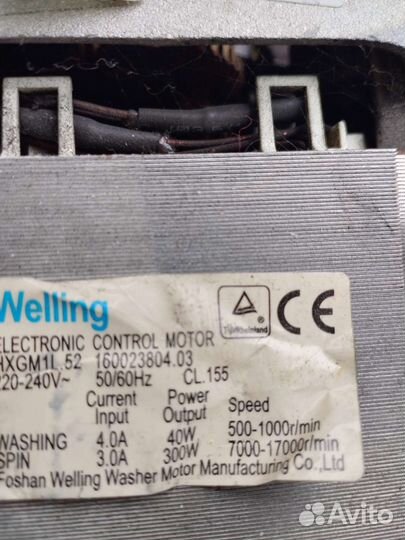 Welling
TÜVRheinland
CE
ELECTRONIC CONTROL MOTOR
HXGM1L.52 160023804.03
220-240V~ 50/60Hz CL.155
Current Power
Input Output Speed
WASHING 4.0A 40W 500-1000r/min
SPIN 3.0A 300W 7000-17000r/min
Foshan Welling Washer Motor Manufacturing Co.,Ltd
Avito